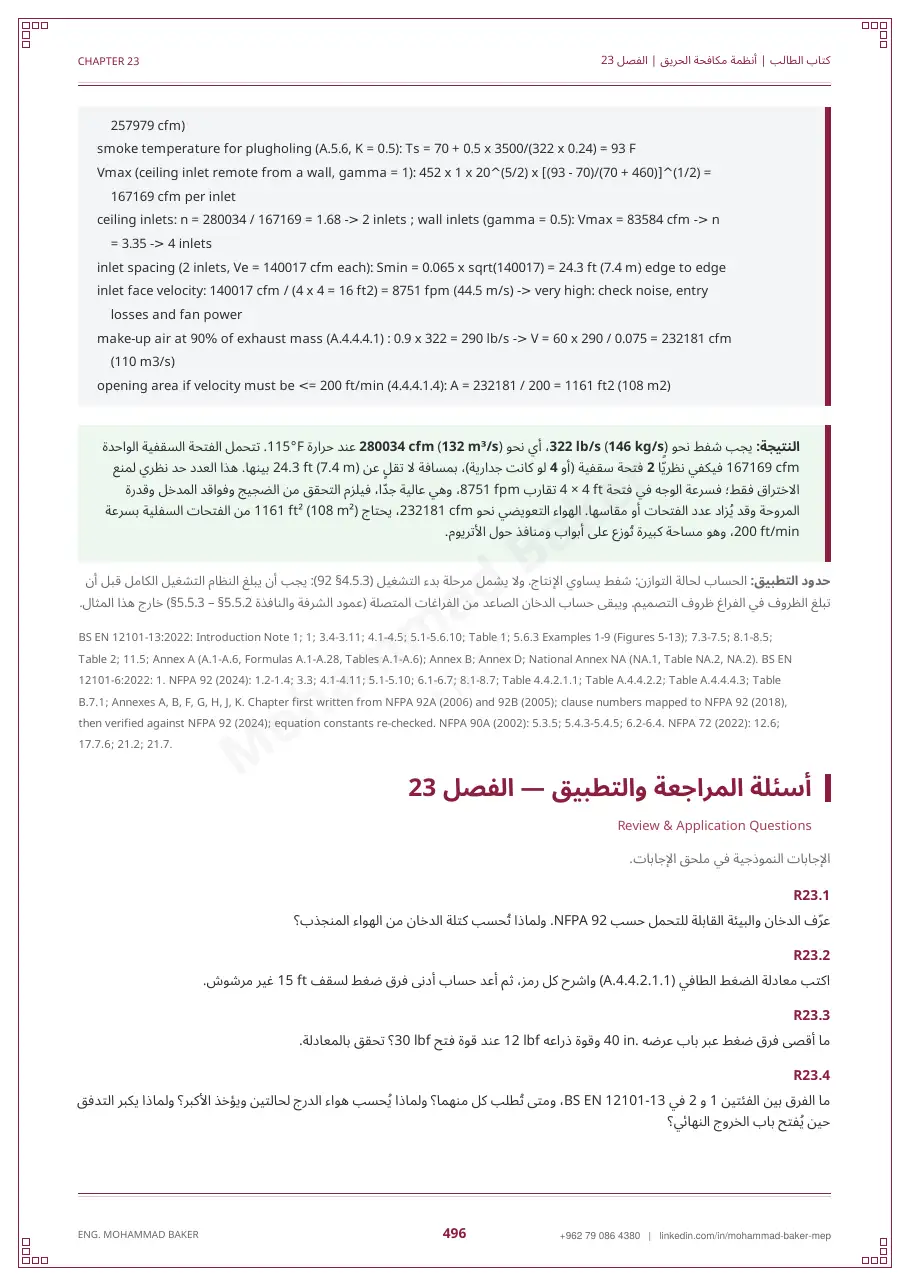 CHAPTER 23
كتاب الطالب | أنظمة مكافحة الحريق | الفصل 23
257979 cfm)
smoke temperature for plugholing (A.5.6, K = 0.5): Ts = 70 + 0.5 x 3500/(322 x 0.24) = 93 F
Vmax (ceiling inlet remote from a wall, gamma = 1): 452 x 1 x 20^(5/2) x [(93 - 70)/(70 + 460)]^(1/2) =
167169 cfm per inlet
ceiling inlets: n = 280034 / 167169 = 1.68 -> 2 inlets ; wall inlets (gamma = 0.5): Vmax = 83584 cfm -> n
= 3.35 -> 4 inlets
inlet spacing (2 inlets, Ve = 140017 cfm each): Smin = 0.065 x sqrt(140017) = 24.3 ft (7.4 m) edge to edge
inlet face velocity: 140017 cfm / (4 x 4 = 16 ft2) = 8751 fpm (44.5 m/s) -> very high: check noise, entry
losses and fan power
make-up air at 90% of exhaust mass (A.4.4.4.1) : 0.9 x 322 = 290 lb/s -> V = 60 x 290 / 0.075 = 232181 cfm
(110 m3/s)
opening area if velocity must be <= 200 ft/min (4.4.4.1.4): A = 232181 / 200 = 1161 ft2 (108 m2)
النتيجة: يجب شفط نحو 322 lb/s (146 kg/s)، أي نحو 280034 cfm (132 m³/s) عند حرارة 115°F. تتحمل الفتحة السقفية الواحدة
167169 cfm فيكفي نظريًا 2 فتحة سقفية (أو 4 لو كانت جدارية)، بمسافة لا تقل عن 24.3 ft (7.4 m) بينها. هذا العدد حد نظري لمنع
الاختراق فقط؛ فسرعة الوجه في فتحة 4 × 4 ft تقارب 8751 fpm، وهي عالية جدًا، فيلزم التحقق من الضجيج وفواقد المدخل وقدرة
المروحة وقد يُزاد عدد الفتحات أو مقاسها. الهواء التعويضي نحو 232181 cfm، يحتاج 1161 ft² (108 m²) من الفتحات السفلية بسرعة
200 ft/min، وهو مساحة كبيرة تُوزع على أبواب ومنافذ حول الأتريوم.
حدود التطبيق: الحساب لحالة التوازن: شفط يساوي الإنتاج. ولا يشمل مرحلة بدء التشغيل (§4.5.3 92): يجب أن يبلغ النظام التشغيل الكامل قبل أن
تبلغ الظروف في الفراغ ظروف التصميم. ويبقى حساب الدخان الصاعد من الفراغات المتصلة (عمود الشرفة والنافذة §5.5.2 – §5.5.3) خارج هذا المثال.
BS EN 12101-13:2022: Introduction Note 1; 1; 3.4-3.11; 4.1-4.5; 5.1-5.6.10; Table 1; 5.6.3 Examples 1-9 (Figures 5-13); 7.3-7.5; 8.1-8.5;
Table 2; 11.5; Annex A (A.1-A.6, Formulas A.1-A.28, Tables A.1-A.6); Annex B; Annex D; National Annex NA (NA.1, Table NA.2, NA.2). BS EN
12101-6:2022: 1. NFPA 92 (2024): 1.2-1.4; 3.3; 4.1-4.11; 5.1-5.10; 6.1-6.7; 8.1-8.7; Table 4.4.2.1.1; Table A.4.4.2.2; Table A.4.4.4.3; Table
B.7.1; Annexes A, B, F, G, H, J, K. Chapter first written from NFPA 92A (2006) and 92B (2005); clause numbers mapped to NFPA 92 (2018),
then verified against NFPA 92 (2024); equation constants re-checked. NFPA 90A (2002): 5.3.5; 5.4.3-5.4.5; 6.2-6.4. NFPA 72 (2022): 12.6;
17.7.6; 21.2; 21.7.
أسئلة المراجعة والتطبيق — الفصل 23
Review & Application Questions
الإجابات النموذجية في ملحق الإجابات.
R23.1
عرّف الدخان والبيئة القابلة للتحمل حسب NFPA 92. ولماذا تُحسب كتلة الدخان من الهواء المنجذب؟
R23.2
اكتب معادلة الضغط الطافي (A.4.4.2.1.1) واشرح كل رمز، ثم أعد حساب أدنى فرق ضغط لسقف 15 ft غير مرشوش.
R23.3
ما أقصى فرق ضغط عبر باب عرضه 40 in. وقوة ذراعه 12 lbf عند قوة فتح 30 lbf؟ تحقق بالمعادلة.
R23.4
ما الفرق بين الفئتين 1 و 2 في BS EN 12101-13، ومتى تُطلب كل منهما؟ ولماذا يُحسب هواء الدرج لحالتين ويؤخذ الأكبر؟ ولماذا يكبر التدفق
حين يُفتح باب الخروج النهائي؟
ENG. MOHAMMAD BAKER
496
+962 79 086 4380 | linkedin.com/in/mohammad-baker-mep